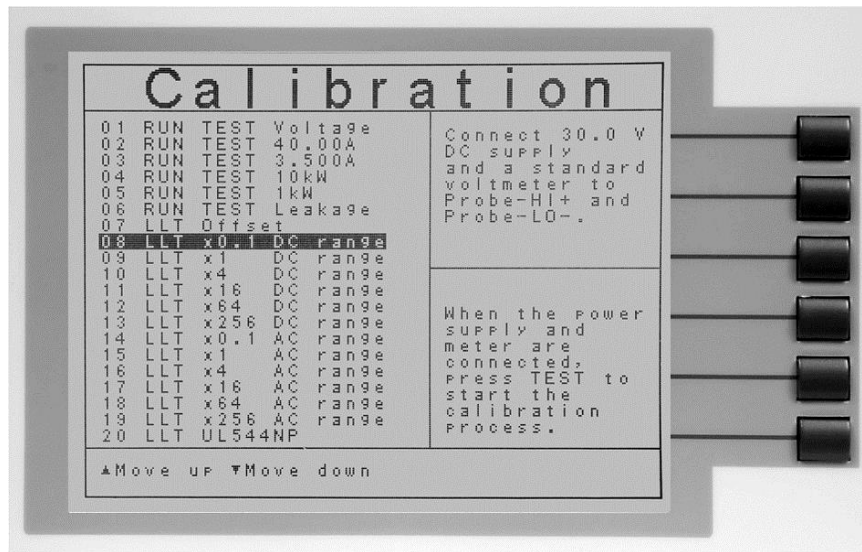 Calibration
01 RUN TEST Voltage
02 RUN TEST 40.00A
03 RUN TEST 3.500A
04 RUN TEST 10kW
05 RUN TEST 1kW
06 RUN TEST Leakage
07 LLT Offset
08 LLT x0.1 DC range
09 LLT x1 DC range
10 LLT x4 DC range
11 LLT x16 DC range
12 LLT x64 DC range
13 LLT x256 DC range
14 LLT x0.1 AC range
15 LLT x1 AC range
16 LLT x4 AC range
17 LLT x16 AC range
18 LLT x64 AC range
19 LLT x256 AC range
20 LLT UL544NP
Connect 30.0 V
DC supply
and a standard
voltmeter to
Probe-HI+ and
Probe-LO-.
When the power
supply and
meter are
connected,
press TEST to
start the
calibration
process.
▲Move up ▼Move down